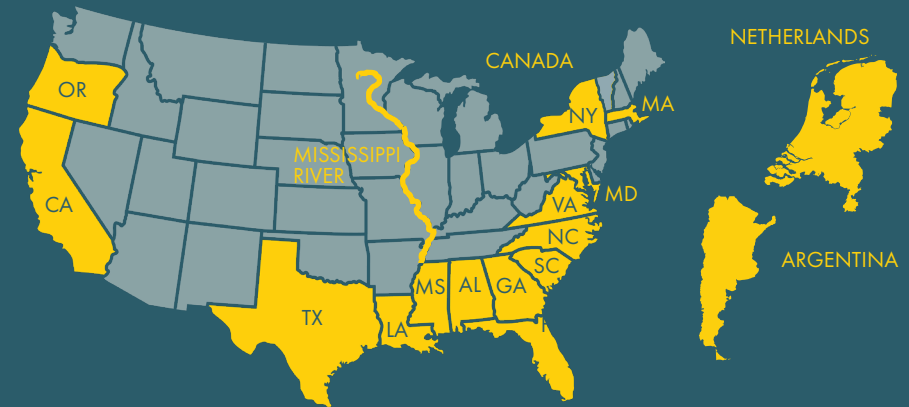 NETHERLANDS
CANADA
OR
MA
NY
MISSISSIPPI
RIVER
MD
CA
VA
NC
ARGENTINA
SC
MS
AL
GA
TX
LA